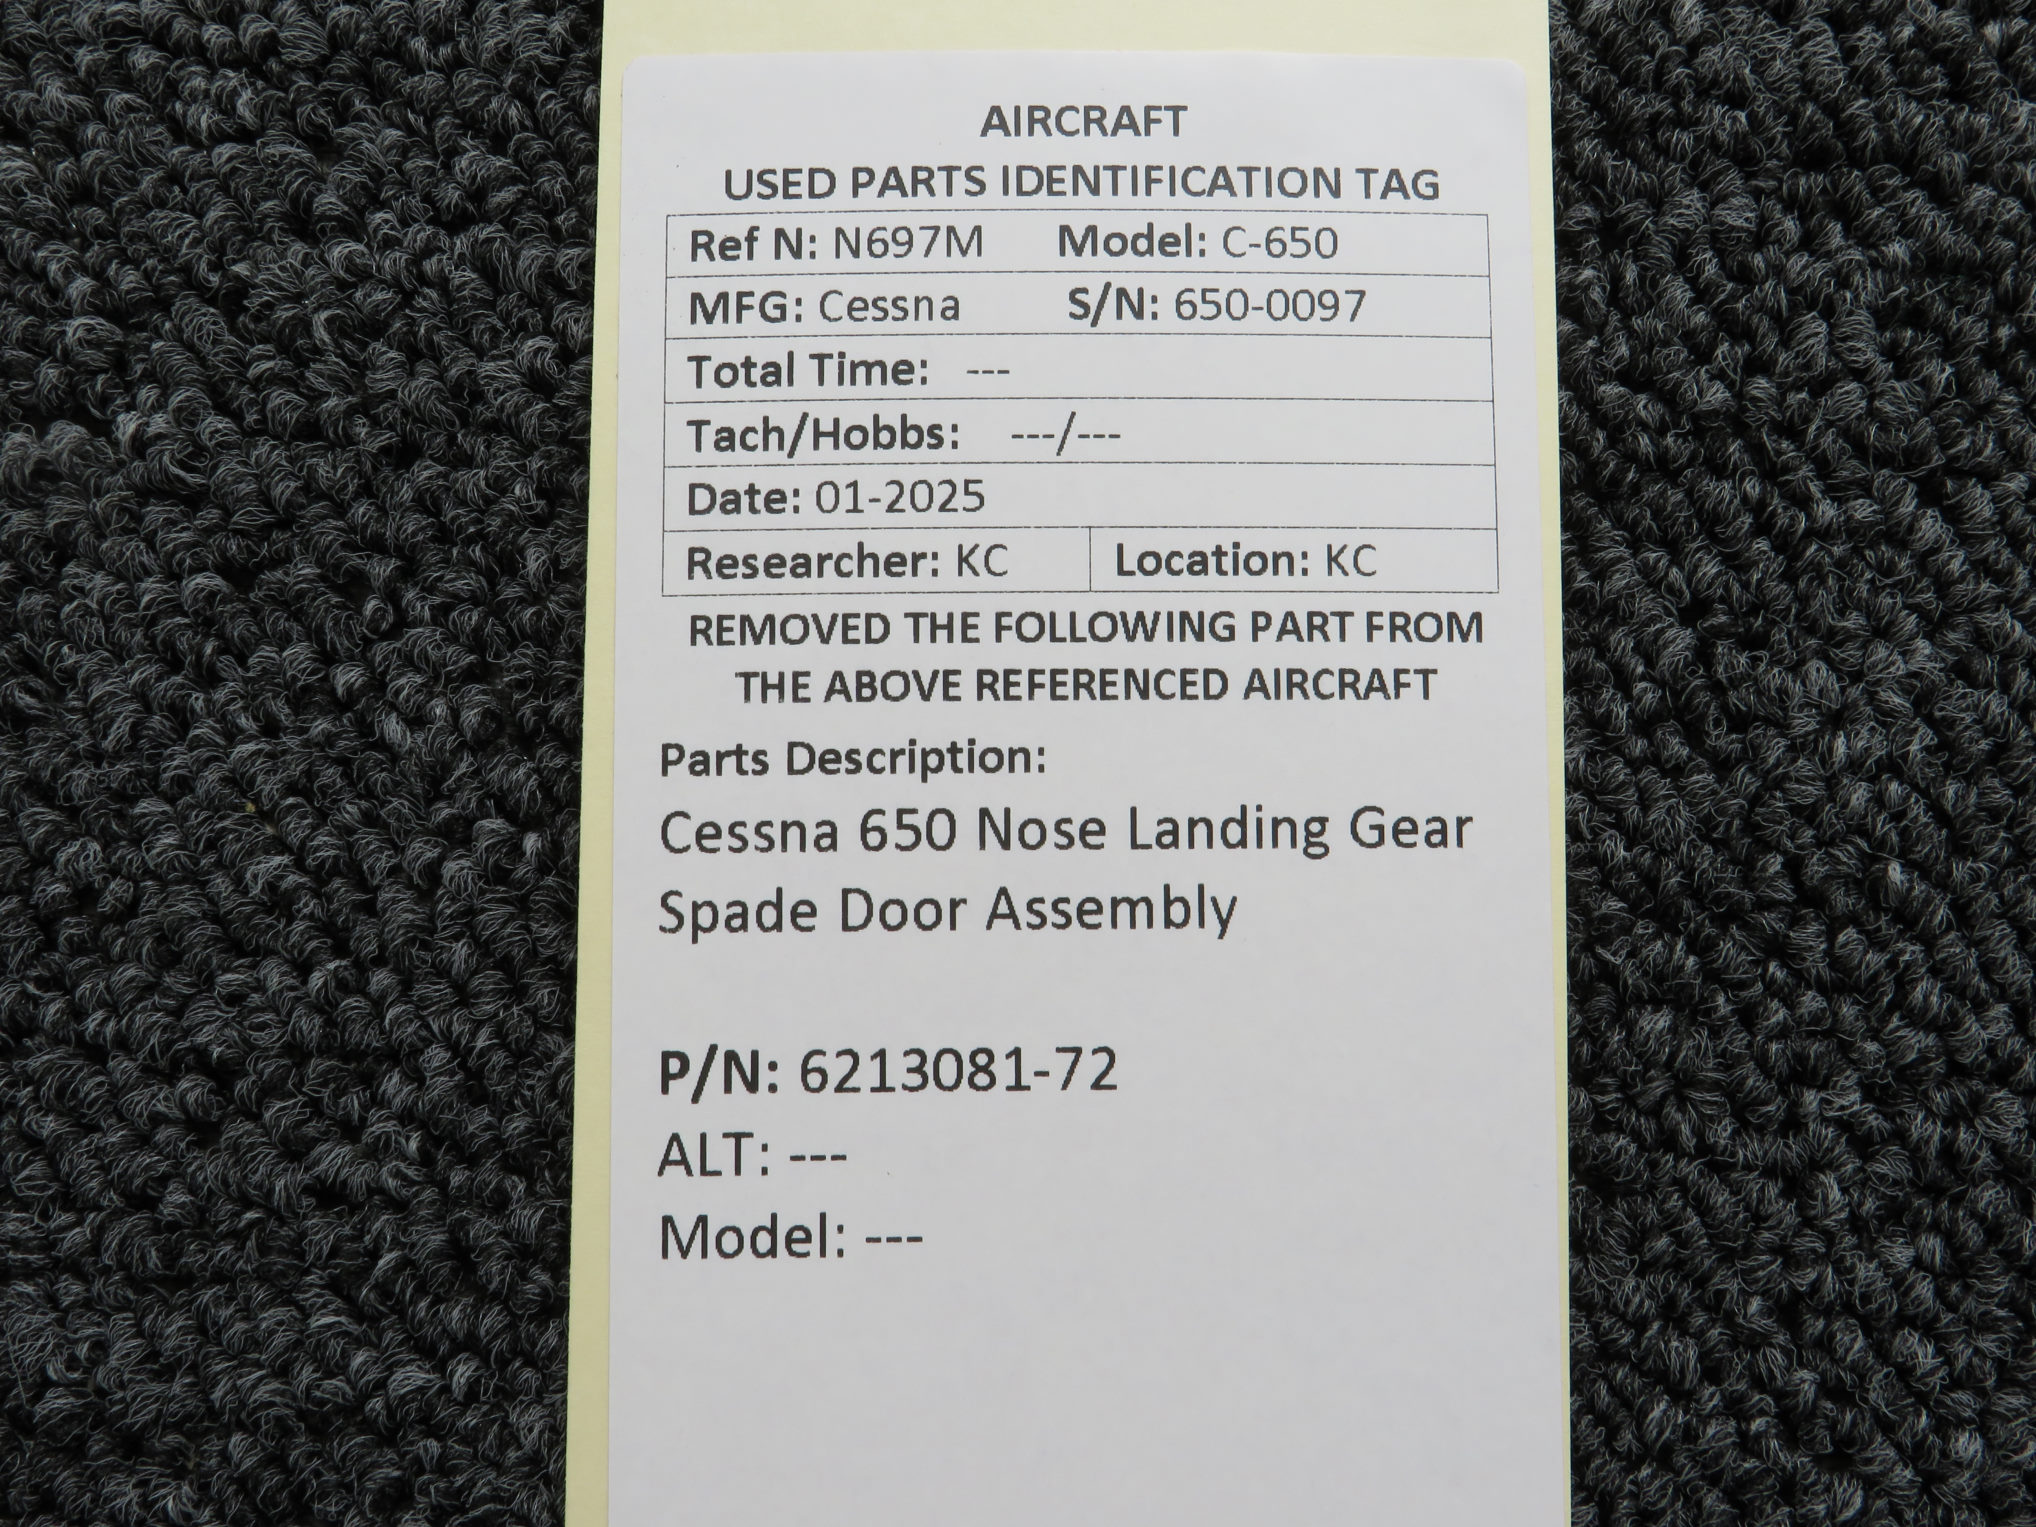 AIRCRAFT
USED PARTS IDENTIFICATION TAG
Ref N: N697M Model: C-650
MFG: Cessna S/N: 650-0097
Total Time: ---
Tach/Hobbs: ---/---
Date: 01-2025
Researcher: KC Location: KC
REMOVED THE FOLLOWING PART FROM
THE ABOVE REFERENCED AIRCRAFT
Parts Description:
Cessna 650 Nose Landing Gear
Spade Door Assembly
P/N: 6213081-72
ALT: ---
Model: ---